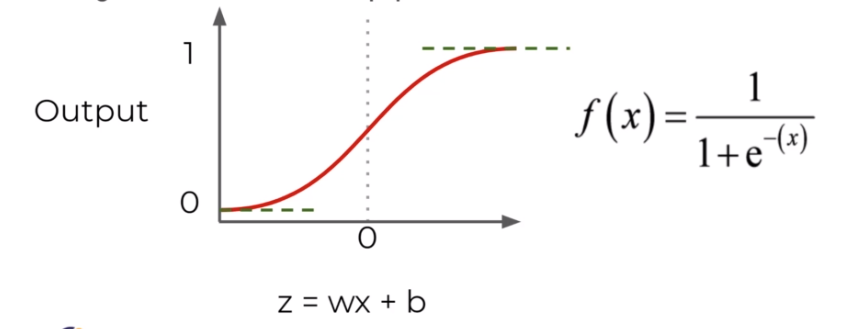 1
Output
f(x) = 1 / (1+e^-(x))
0
0
z = wx + b